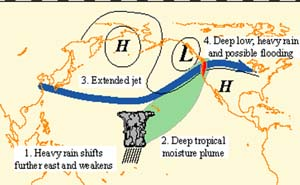 H
L
4. Deep low, heavy rain
and possible flooding
3. Extended jet
H
1. Heavy rain shifts
further east and weakens
2. Deep tropical
moisture plume